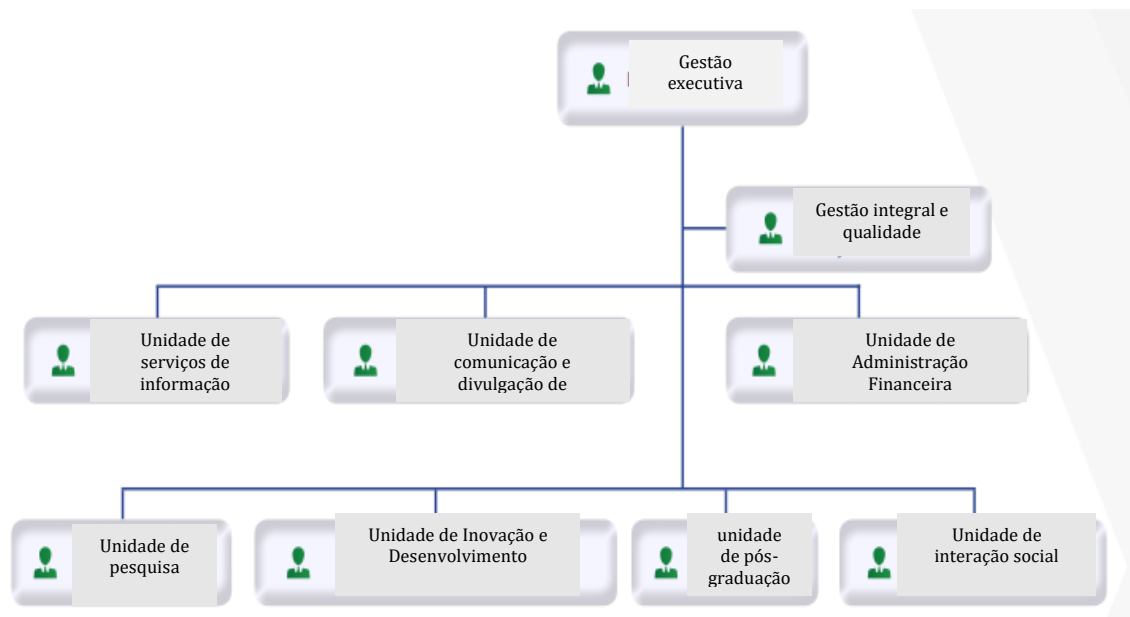 Gestão
executiva
Gestão integral e
qualidade
Unidade de
serviços de
informação
Unidade de
comunicação e
divulgação de
Unidade de
Administração
Financeira
Unidade de
pesquisa
Unidade de Inovação e
Desenvolvimento
unidade
de pós-
graduação
Unidade de
interação social